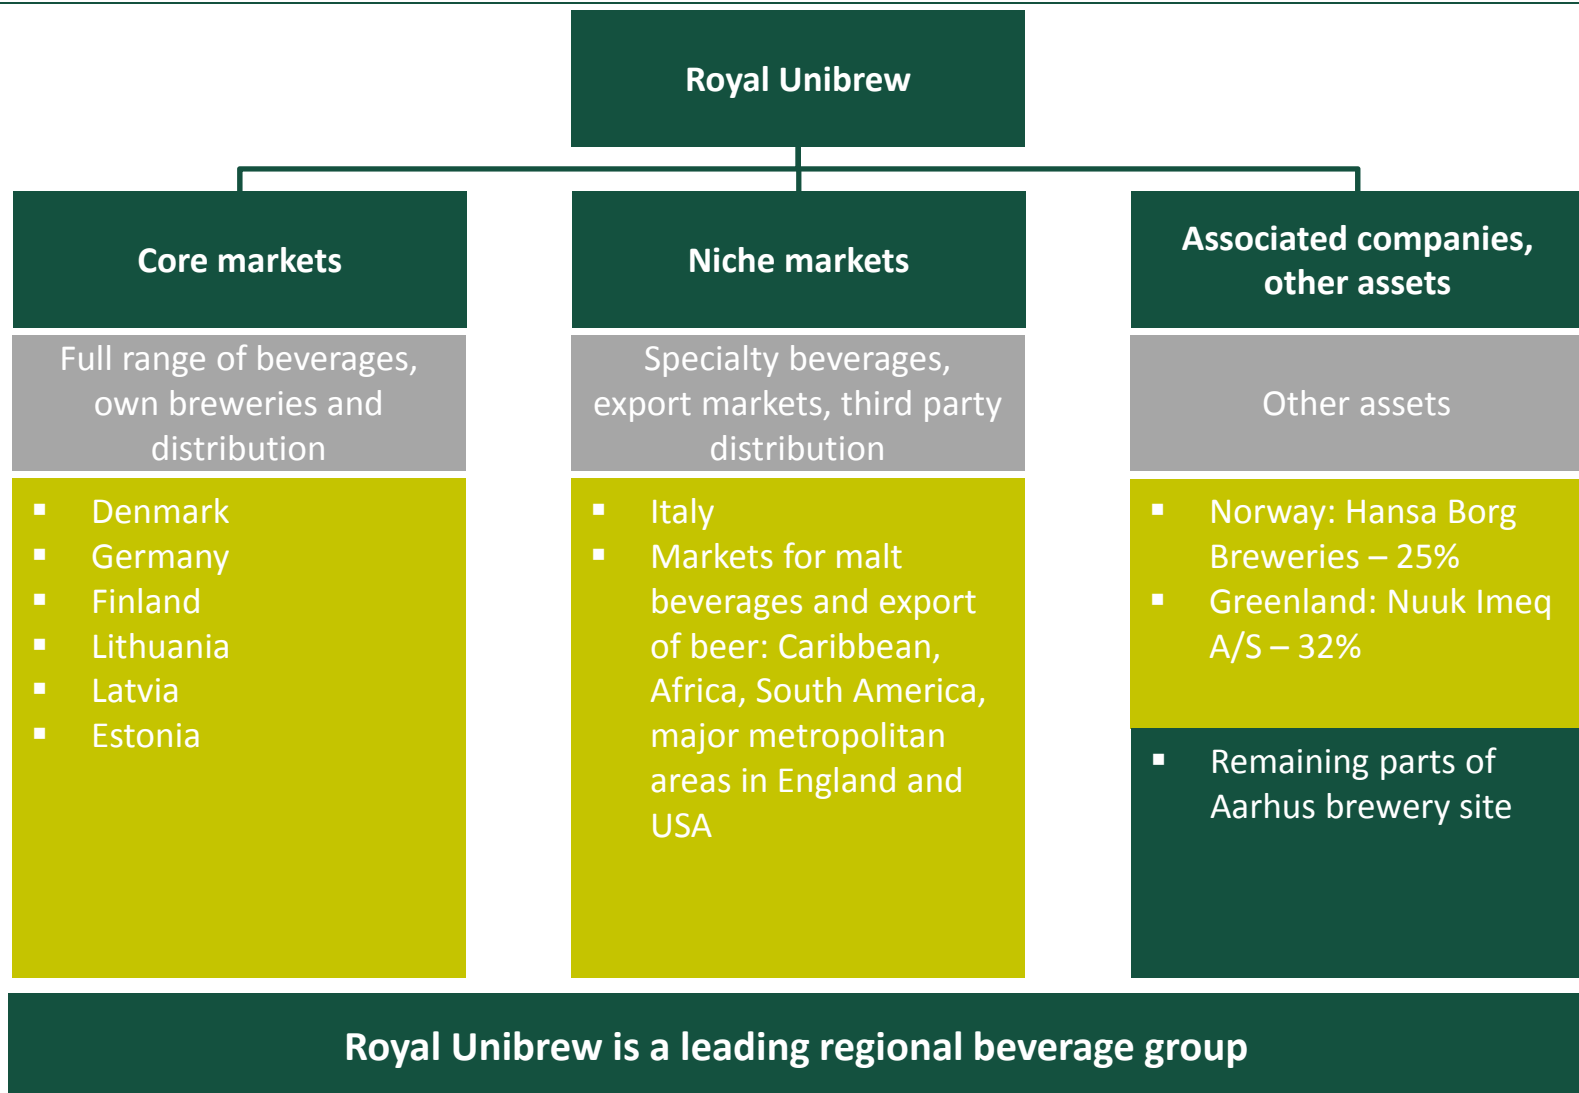 Royal Unibrew
Core markets
Full range of beverages,
own breweries and
distribution
▪ Denmark
▪ Germany
▪ Finland
▪ Lithuania
▪ Latvia
▪ Estonia
Niche markets
Specialty beverages,
export markets, third party
distribution
▪ Italy
▪ Markets for malt
beverages and export
of beer: Caribbean,
Africa, South America,
major metropolitan
areas in England and
USA
Associated companies,
other assets
Other assets
▪ Norway: Hansa Borg
Breweries – 25%
▪ Greenland: Nuuk Imeq
A/S – 32%
▪ Remaining parts of
Aarhus brewery site
Royal Unibrew is a leading regional beverage group